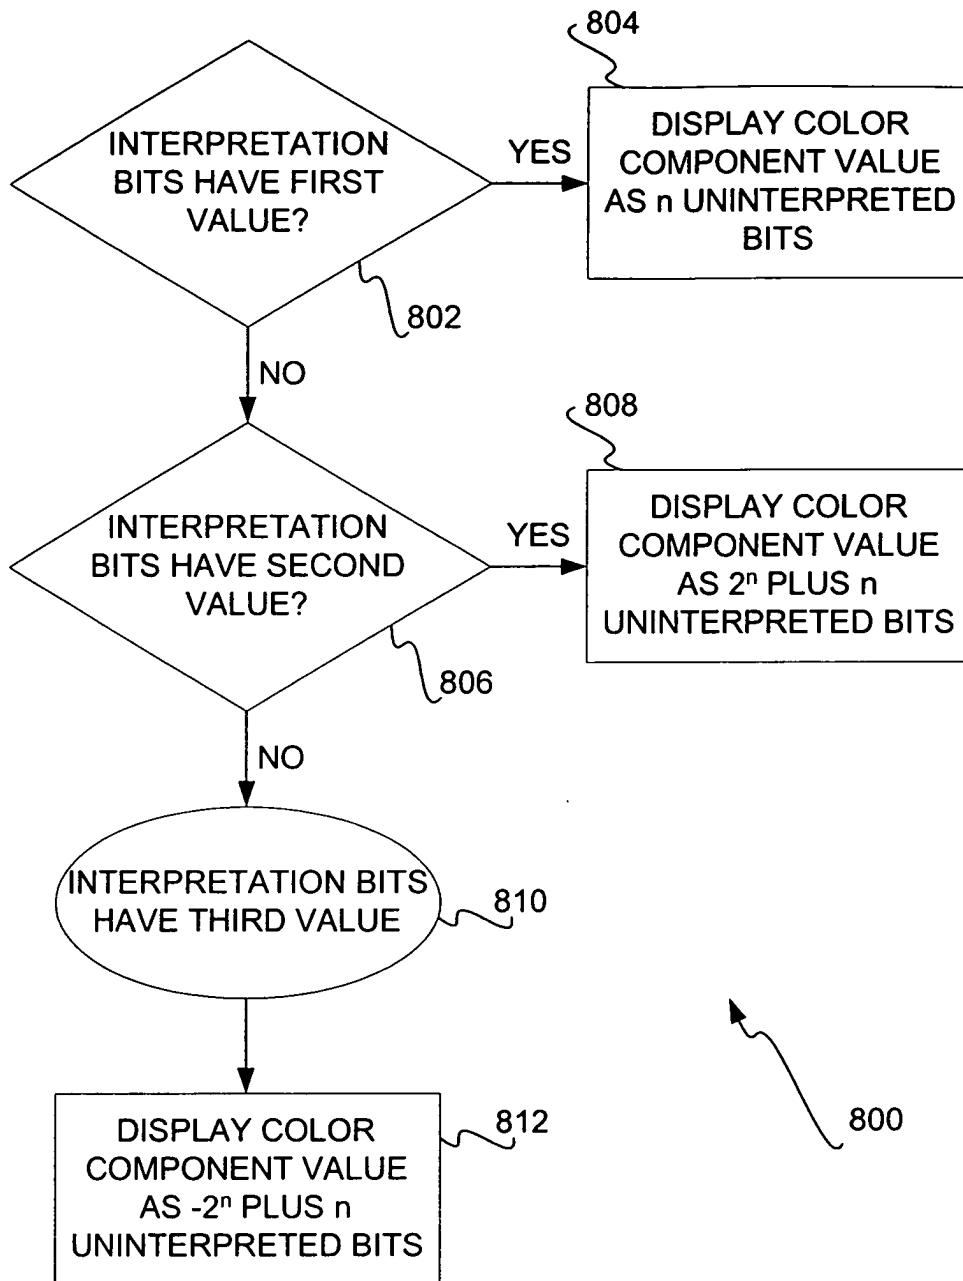 804
INTERPRETATION
BITS HAVE FIRST
VALUE?
YES
DISPLAY COLOR
COMPONENT VALUE
AS n UNINTERPRETED
BITS
802
NO
808
INTERPRETATION
BITS HAVE SECOND
VALUE?
YES
DISPLAY COLOR
COMPONENT VALUE
AS 2ⁿ PLUS n
UNINTERPRETED BITS
806
NO
INTERPRETATION BITS
HAVE THIRD VALUE
810
812
DISPLAY COLOR
COMPONENT VALUE
AS -2ⁿ PLUS n
UNINTERPRETED BITS
800